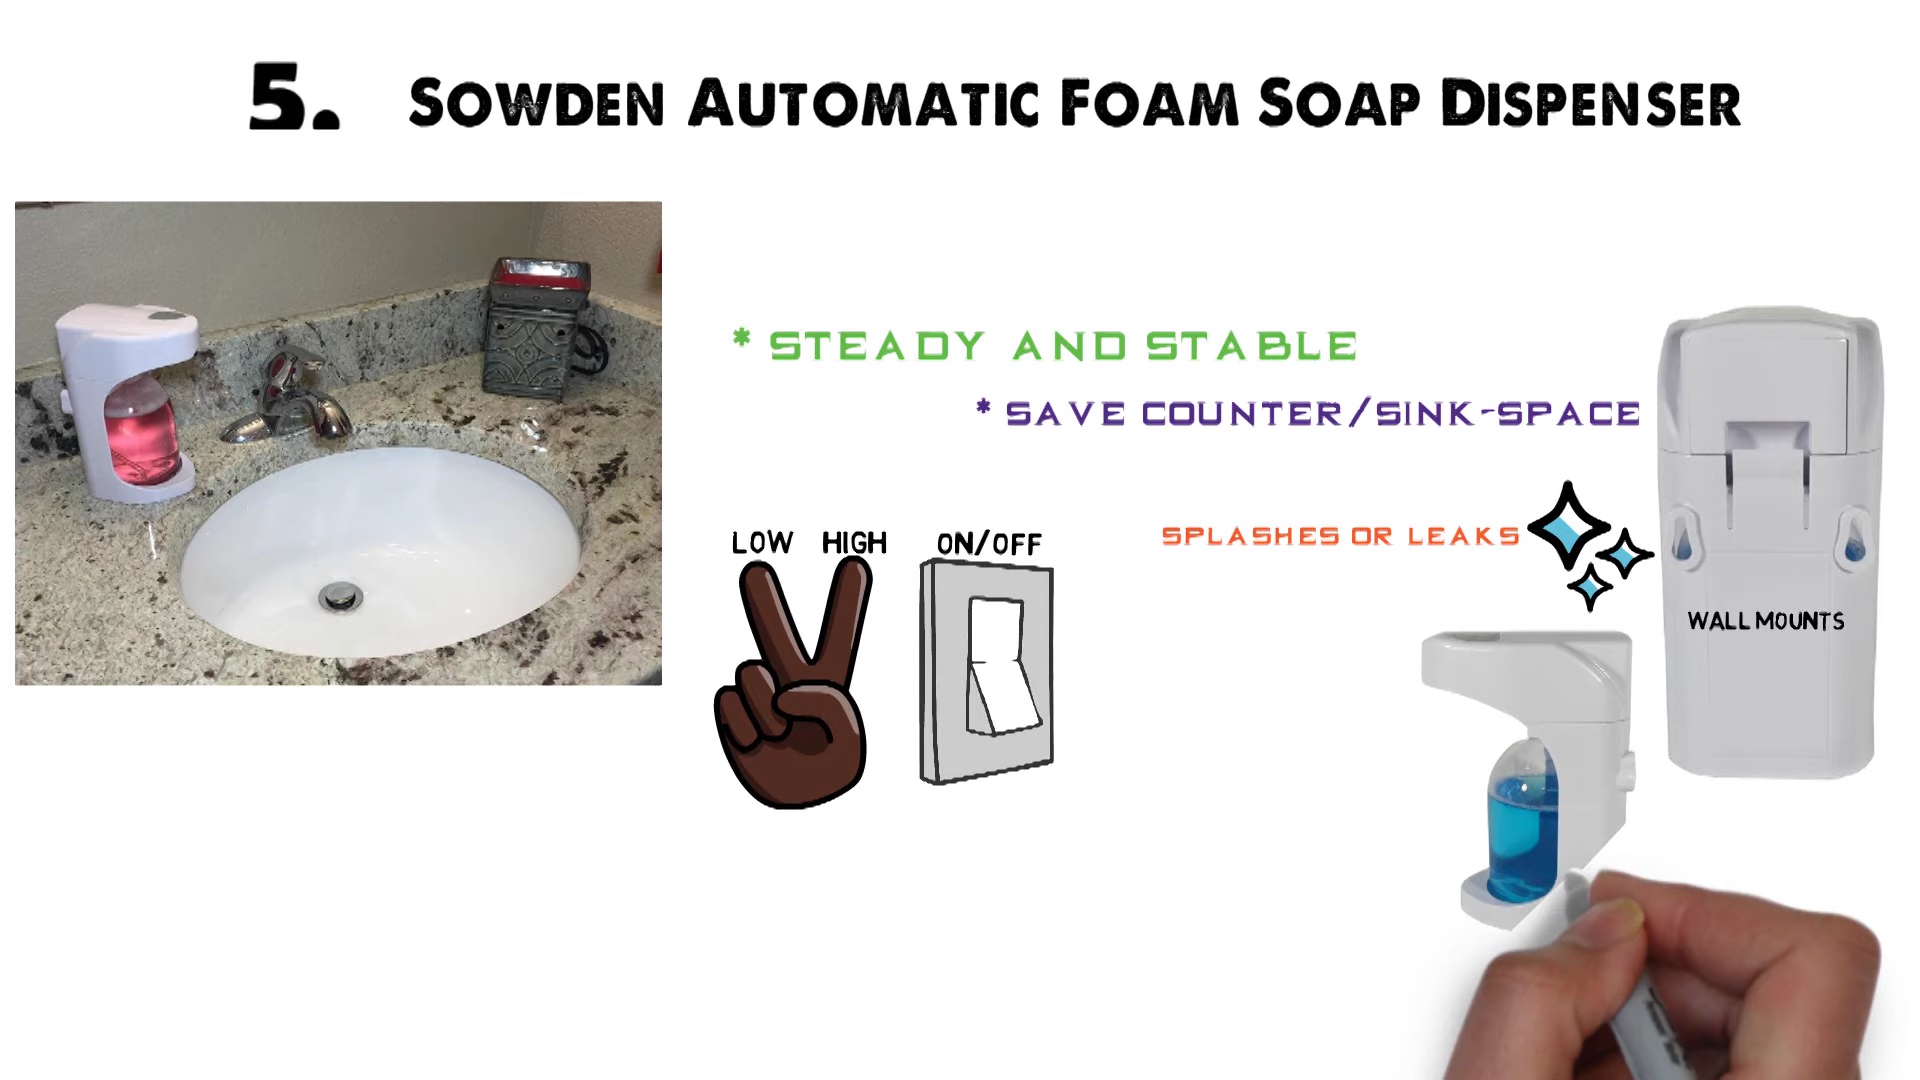 5. SOWDEN AUTOMATIC FOAM SOAP DISPENSER
* STEADY AND STABLE
* SAVE COUNTER/SINK-SPACE
LOW HIGH ON/OFF
SPLASHES OR LEAKS
WALL MOUNTS